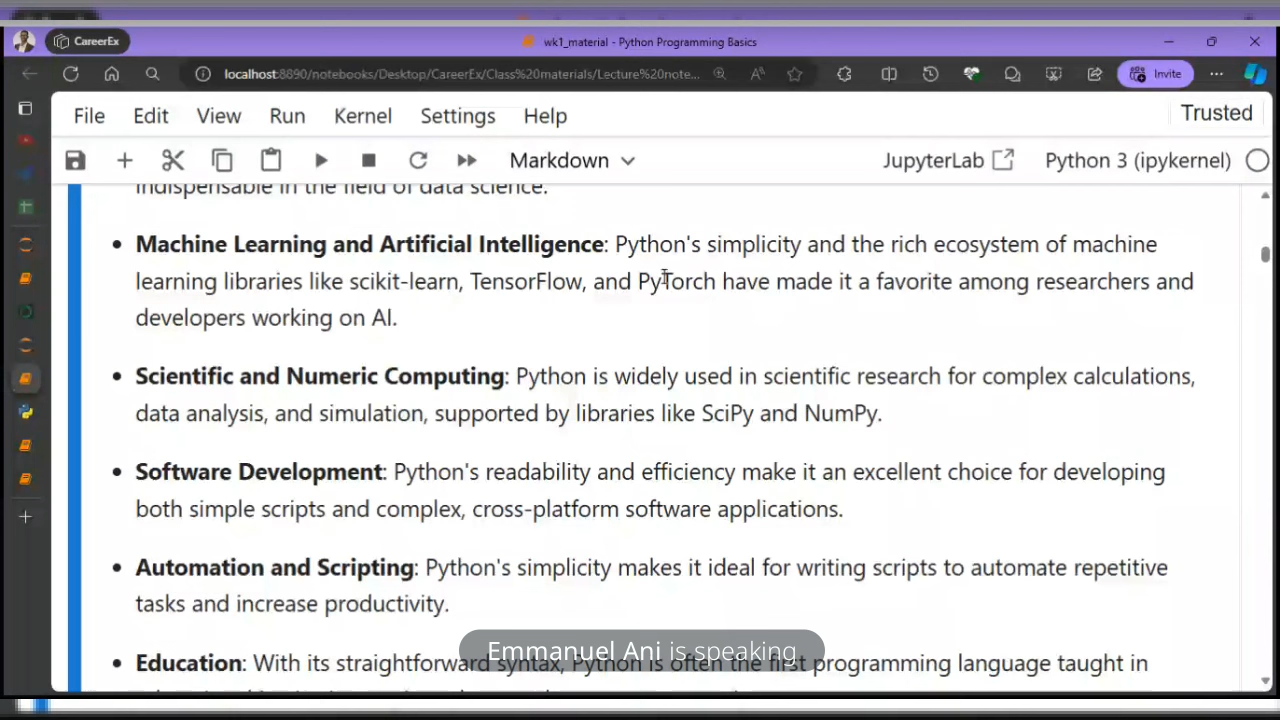 CareerEx
wk1_material - Python Programming Basics
localhost:8890/notebooks/Desktop/CareerEx/Class%20materials/Lecture%20note...
Invite
File Edit View Run Kernel Settings Help Trusted
Markdown JupyterLab Python 3 (ipykernel)
indispensable in the field of data science.
• Machine Learning and Artificial Intelligence: Python's simplicity and the rich ecosystem of machine
learning libraries like scikit-learn, TensorFlow, and PyTorch have made it a favorite among researchers and
developers working on AI.
• Scientific and Numeric Computing: Python is widely used in scientific research for complex calculations,
data analysis, and simulation, supported by libraries like SciPy and NumPy.
• Software Development: Python's readability and efficiency make it an excellent choice for developing
both simple scripts and complex, cross-platform software applications.
• Automation and Scripting: Python's simplicity makes it ideal for writing scripts to automate repetitive
tasks and increase productivity.
Emmanuel Ani is speaking
• Education: With its straightforward syntax, Python is often the first programming language taught in